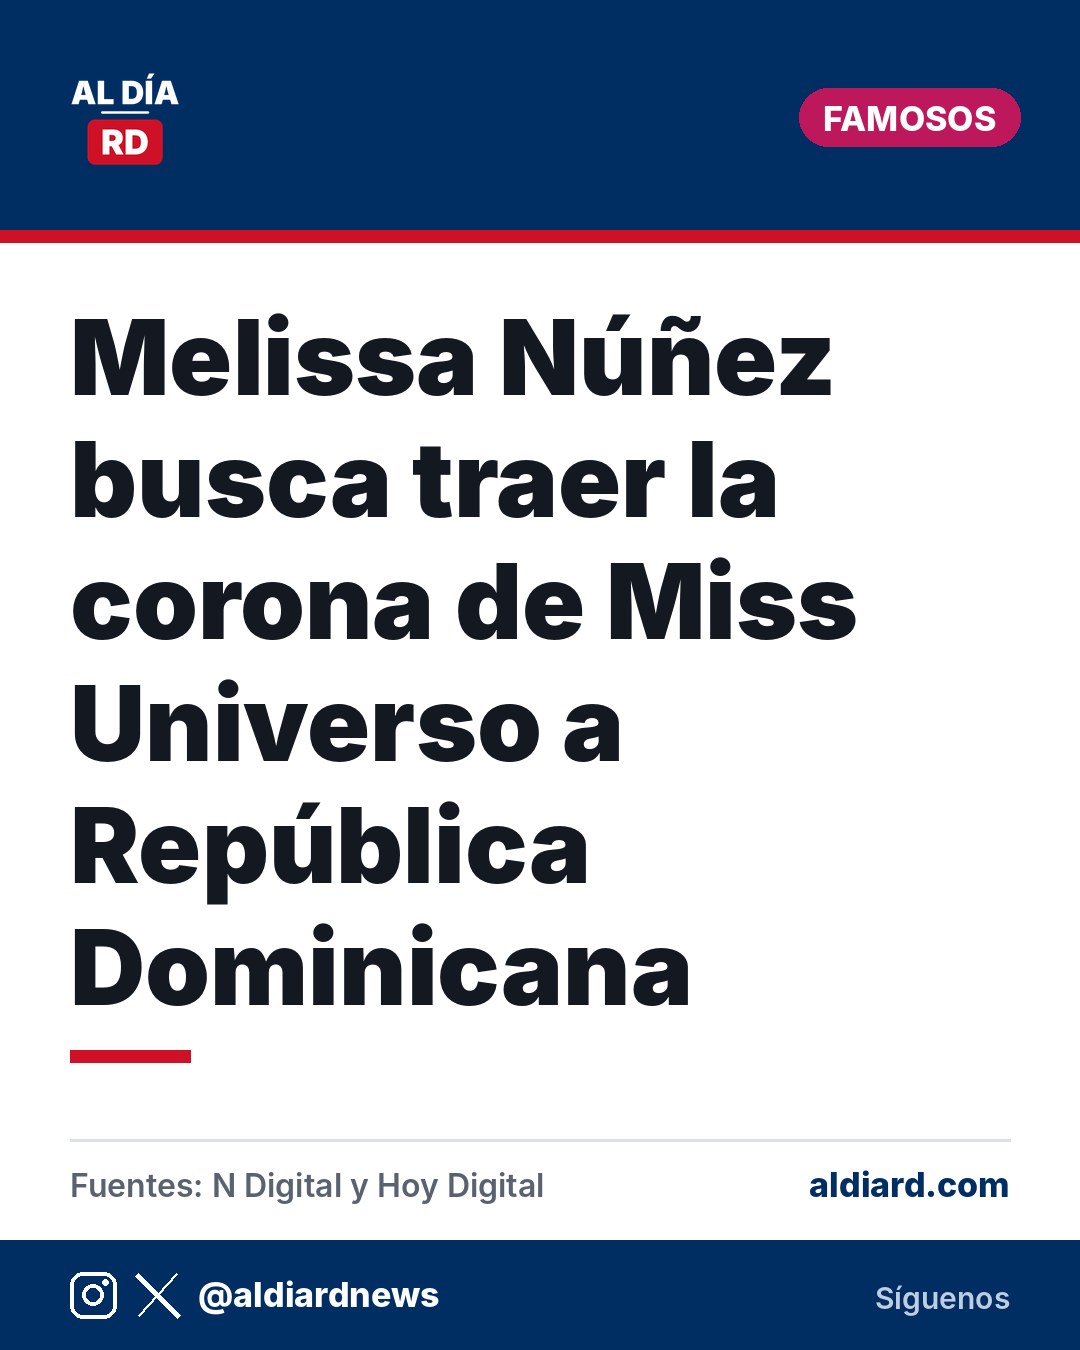 AL DÍA
RD
FAMOSOS
Melissa Núñez
busca traer la
corona de Miss
Universo a
República
Dominicana
Fuentes: N Digital y Hoy Digital
aldiard.com
@aldiardnews
Síguenos